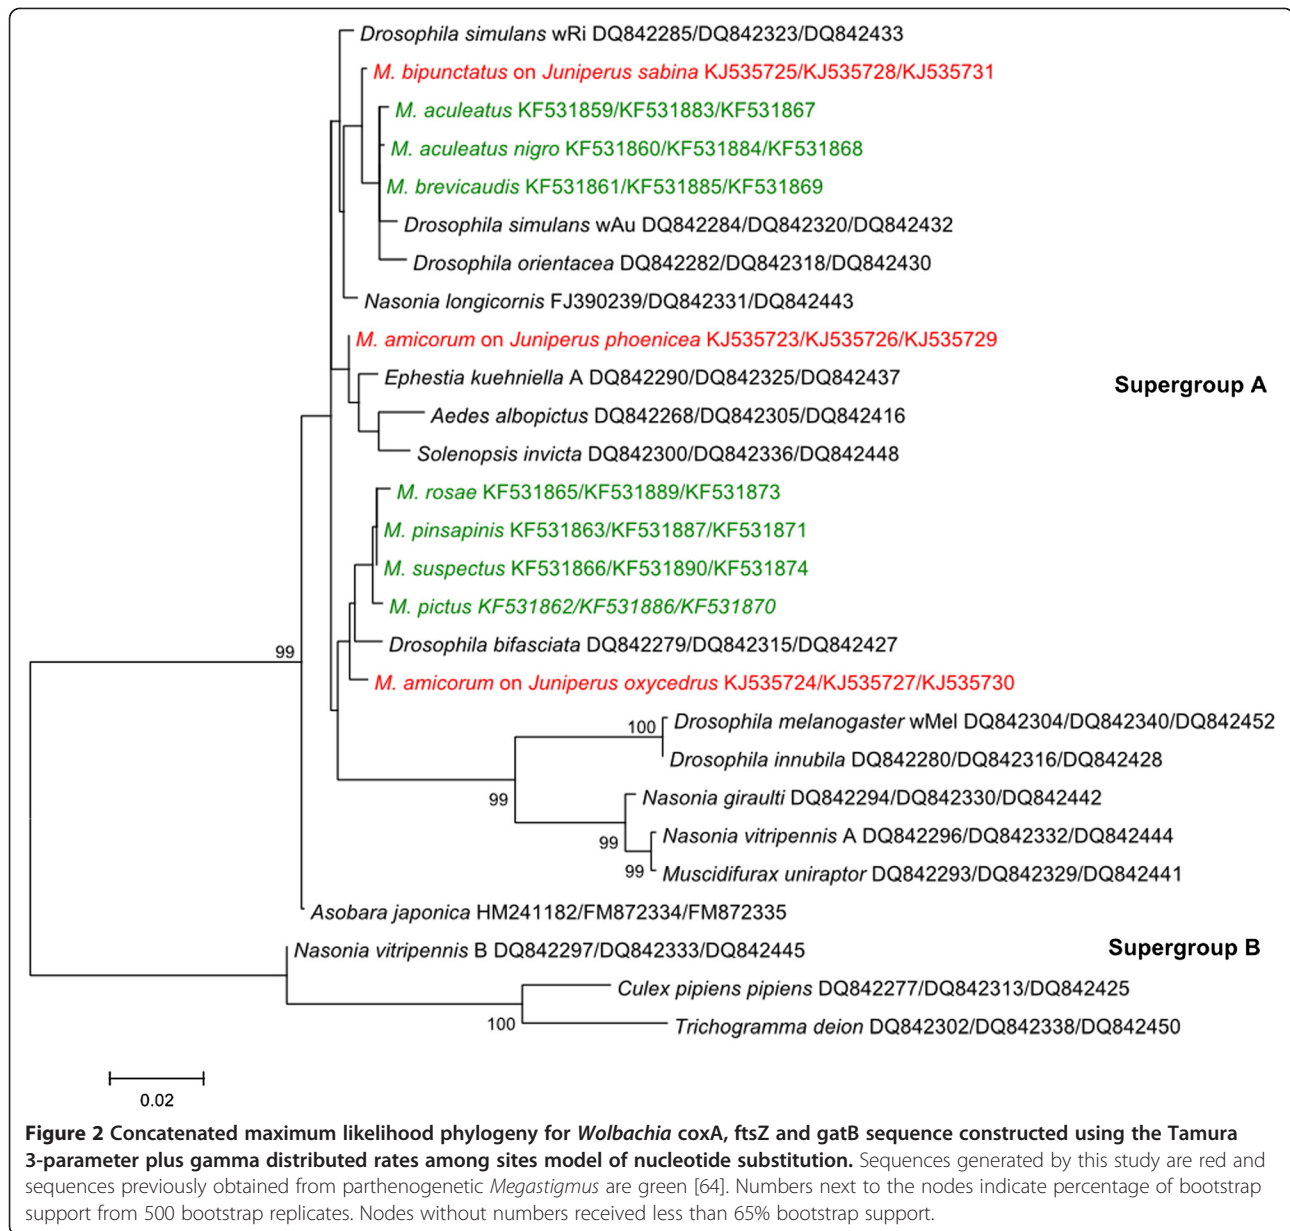 Drosophila simulans wRi DQ842285/DQ842323/DQ842433
M. bipunctatus on Juniperus sabina KJ535725/KJ535728/KJ535731
M. aculeatus KF531859/KF531883/KF531867
M. aculeatus nigro KF531860/KF531884/KF531868
M. brevicaudis KF531861/KF531885/KF531869
Drosophila simulans wAu DQ842284/DQ842320/DQ842432
Drosophila orientacea DQ842282/DQ842318/DQ842430
Nasonia longicornis FJ390239/DQ842331/DQ842443
M. amicorum on Juniperus phoenicea KJ535723/KJ535726/KJ535729
Ephestia kuehniella A DQ842290/DQ842325/DQ842437
Supergroup A
Aedes albopictus DQ842268/DQ842305/DQ842416
Solenopsis invicta DQ842300/DQ842336/DQ842448
M. rosae KF531865/KF531889/KF531873
M. pinsapinis KF531863/KF531887/KF531871
M. suspectus KF531866/KF531890/KF531874
M. pictus KF531862/KF531886/KF531870
Drosophila bifasciata DQ842279/DQ842315/DQ842427
99
M. amicorum on Juniperus oxycedrus KJ535724/KJ535727/KJ535730
Drosophila melanogaster wMel DQ842304/DQ842340/DQ842452
100
Drosophila innubila DQ842280/DQ842316/DQ842428
99
Nasonia giraulti DQ842294/DQ842330/DQ842442
Nasonia vitripennis A DQ842296/DQ842332/DQ842444
99
99
Muscidifurax uniraptor DQ842293/DQ842329/DQ842441
Asobara japonica HM241182/FM872334/FM872335
Nasonia vitripennis B DQ842297/DQ842333/DQ842445
Supergroup B
Culex pipiens pipiens DQ842277/DQ842313/DQ842425
100
Trichogramma deion DQ842302/DQ842338/DQ842450
0.02
Figure 2 Concatenated maximum likelihood phylogeny for Wolbachia coxA, ftsZ and gatB sequence constructed using the Tamura
3-parameter plus gamma distributed rates among sites model of nucleotide substitution. Sequences generated by this study are red and
sequences previously obtained from parthenogenetic Megastigmus are green [64]. Numbers next to the nodes indicate percentage of bootstrap
support from 500 bootstrap replicates. Nodes without numbers received less than 65% bootstrap support.